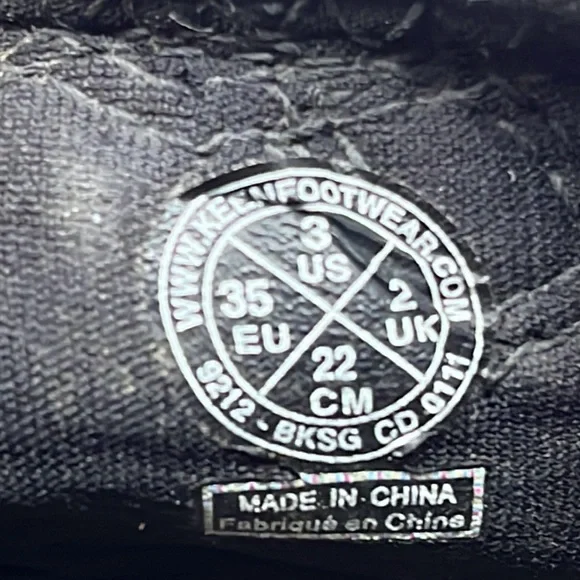 WWW.KEENFOOTWEAR.COM
3
US
35
EU
2
UK
22
CM
9212 - BKSG CD 0111
MADE IN CHINA
Fabriqué en Chine